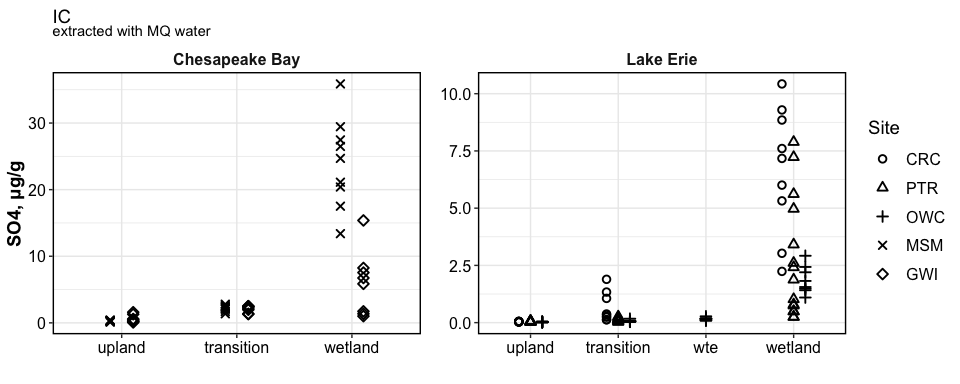 IC
extracted with MQ water
Chesapeake Bay
Lake Erie
SO4, µg/g
30
20
10
0
upland
transition
wetland
10.0
7.5
5.0
2.5
0.0
upland
transition
wte
wetland
Site
CRC
PTR
OWC
MSM
GWI